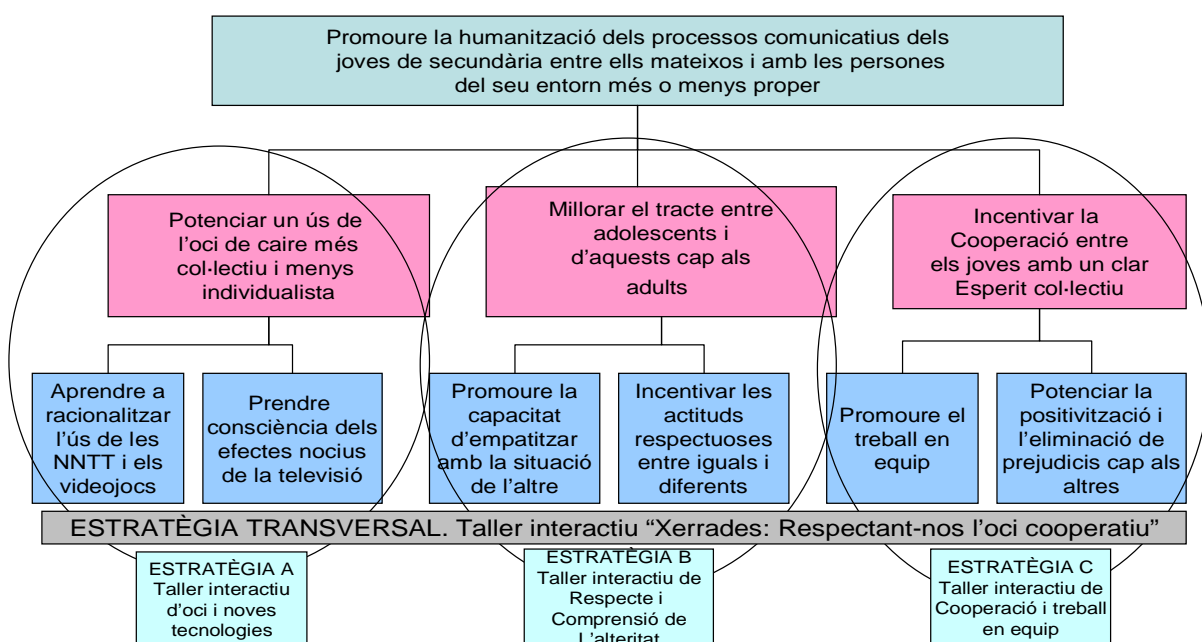 Promoure la humanització dels processos comunicatius dels
joves de secundària entre ells mateixos i amb les persones
del seu entorn més o menys proper
Potenciar un ús de
l'oci de caire més
col·lectiu i menys
individualista
Millorar el tracte entre
adolescents i
d'aquests cap als
adults
Incentivar la
Cooperació entre
els joves amb un clar
Esperit col·lectiu
Aprendre a
racionalitzar
l'ús de les
NNTT i els
videojocs
Prendre
consciència dels
efectes nocius
de la televisió
Promoure la
capacitat
d'empatitzar
amb la situació
de l'altre
Incentivar les
actituds
respectuoses
entre iguals i
diferents
Promoure el
treball en
equip
Potenciar la
positivització i
l'eliminació de
prejudicis cap als
altres
ESTRATÈGIA TRANSVERSAL. Taller interactiu “Xerrades: Respectant-nos l'oci cooperatiu”
ESTRATÈGIA A
Taller interactiu
d'oci i noves
tecnologies
ESTRATÈGIA B
Taller interactiu de
Respecte i
Comprensió de
L'alteritat
ESTRATÈGIA C
Taller interactiu de
Cooperació i treball
en equip